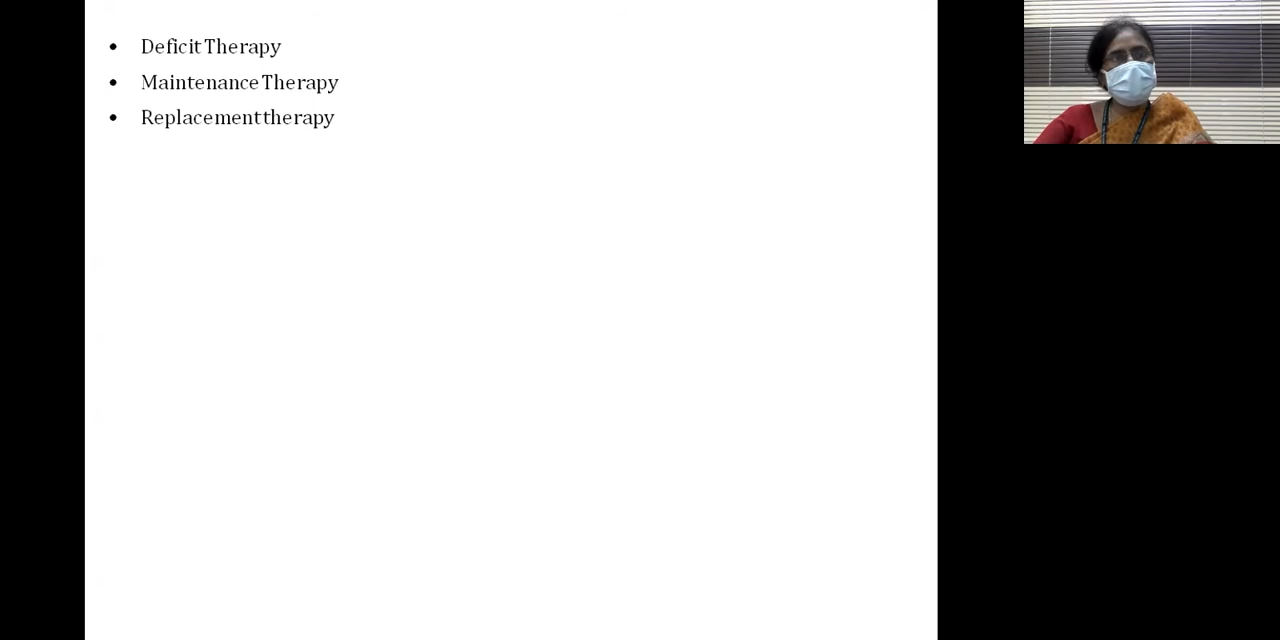 • Deficit Therapy
• Maintenance Therapy
• Replacement therapy